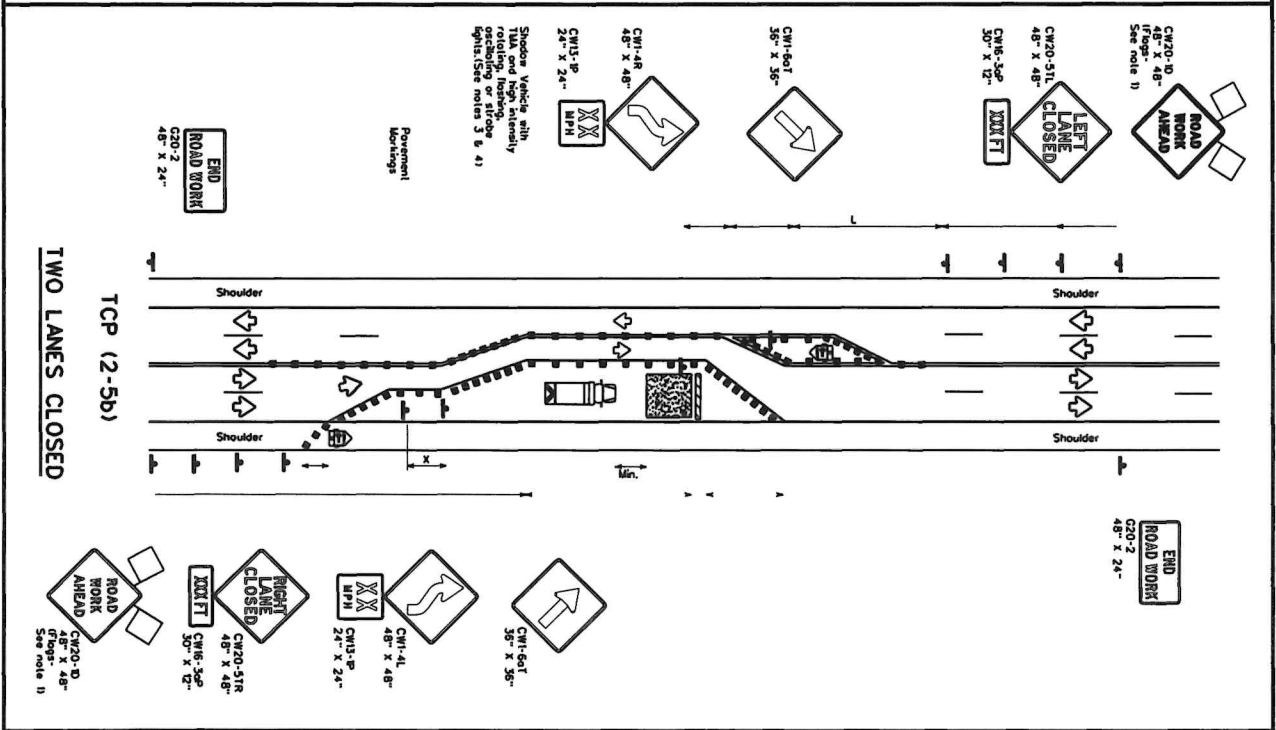 CW20-1D
48" X 48"
(Flags-
See note 1)
ROAD
WORK
AHEAD
CW20-5TL
48" X 48"
LEFT
LANE
CLOSED
CW16-3aP
30" X 12"
XXX FT
CW1-6aT
36" X 36"
CW1-4R
48" X 48"
CW13-1P
24" X 24"
XX
MPH
Shadow Vehicle with
TMA and high intensity
rotating, flashing,
oscillating or strobe
lights.(See notes 3 & 4)
Pavement
Markings
END
ROAD WORK
G20-2
48" X 24"
L
Shoulder
Shoulder
Shoulder
Shoulder
X
Min.
END
ROAD WORK
G20-2
48" X 24"
CW1-6aT
36" X 36"
CW1-4L
48" X 48"
XX
MPH
CW13-1P
24" X 24"
RIGHT
LANE
CLOSED
CW20-5TR
48" X 48"
XXX FT
CW16-3aP
30" X 12"
ROAD
WORK
AHEAD
CW20-1D
48" X 48"
(Flags-
See note 1)
TCP (2-5b)
TWO LANES CLOSED